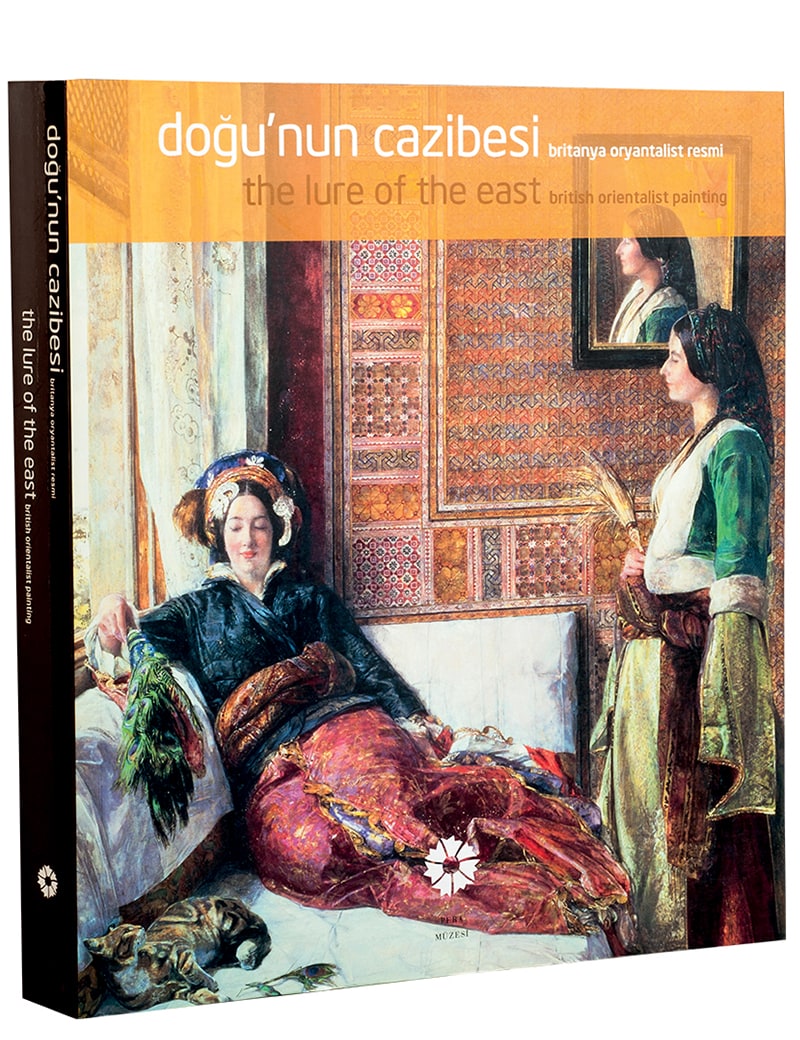 doğu'nun cazibesi britanya oryantalist resmi
the lure of the east british orientalist painting
doğu'nun cazibesi britanya oryantalist resmi
the lure of the east british orientalist painting
PERA
MÜZESİ